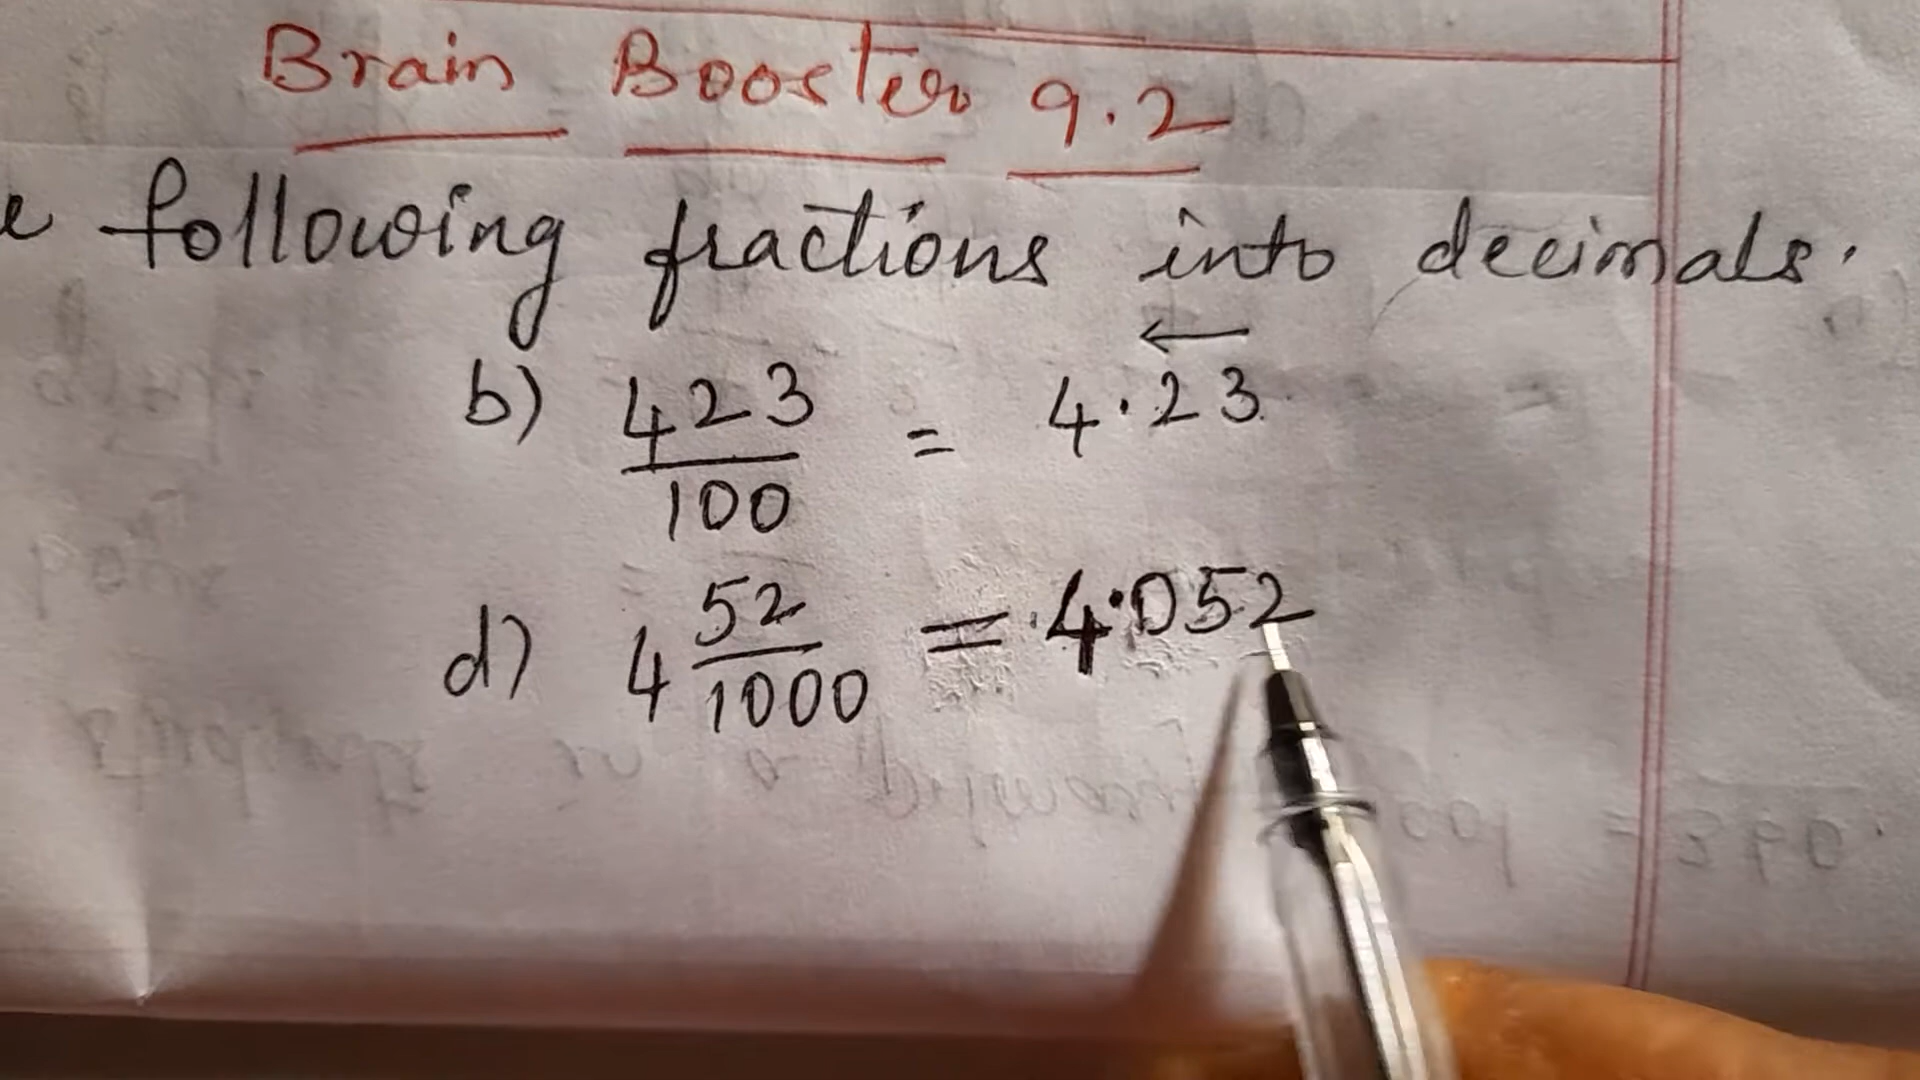 Brain Booster 9.2
following fractions into decimals.
b) 423/100 = 4.23
d) 4 52/1000 = 4.052